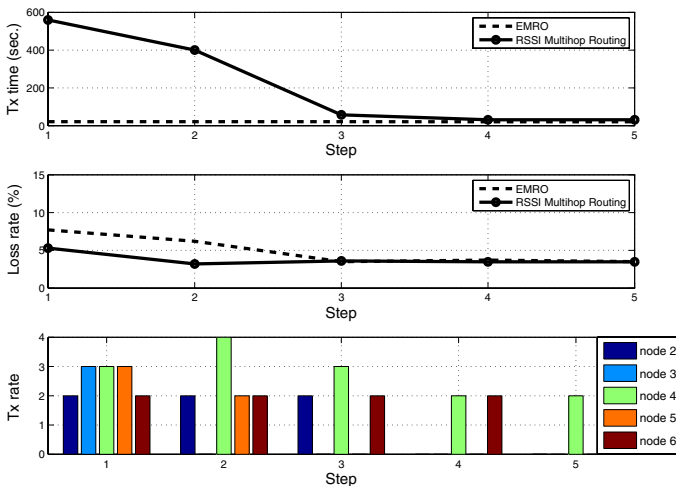 600
400
200
0
Tx time (sec.)
EMRO
RSSI Multihop Routing
1 2 3 4 5
Step
15
10
5
0
Loss rate (%)
EMRO
RSSI Multihop Routing
1 2 3 4 5
Step
4
3
2
1
0
Tx rate
node 2
node 3
node 4
node 5
node 6
1 2 3 4 5
Step